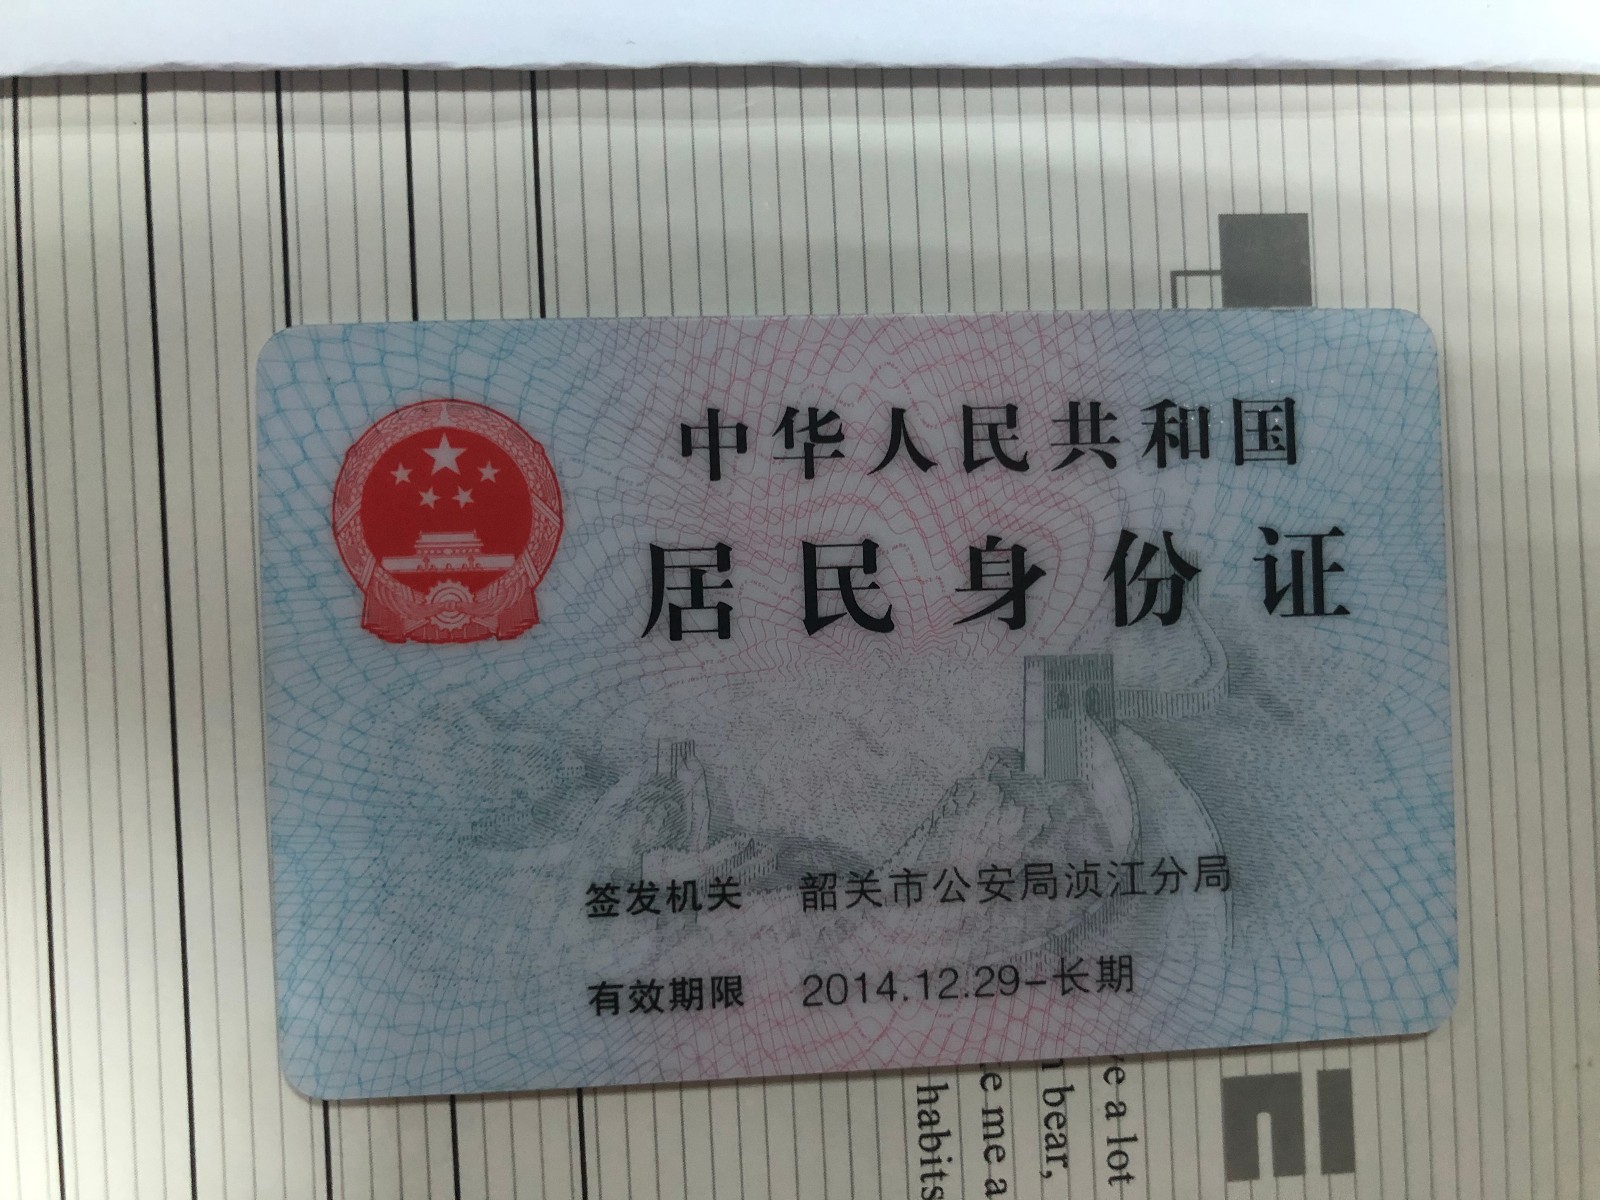 中华人民共和国
居民身份证
签发机关 韶关市公安局浈江分局
有效期限 2014.12.29-长期
ve a lot
n bear,
ke me a
habits